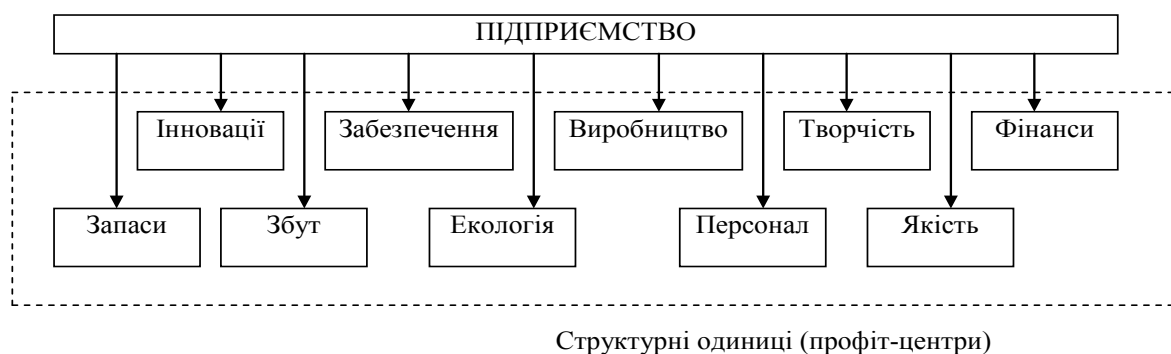 ПІДПРИЄМСТВО
Інновації
Забезпечення
Виробництво
Творчість
Фінанси
Запаси
Збут
Екологія
Персонал
Якість
Структурні одиниці (профіт-центри)